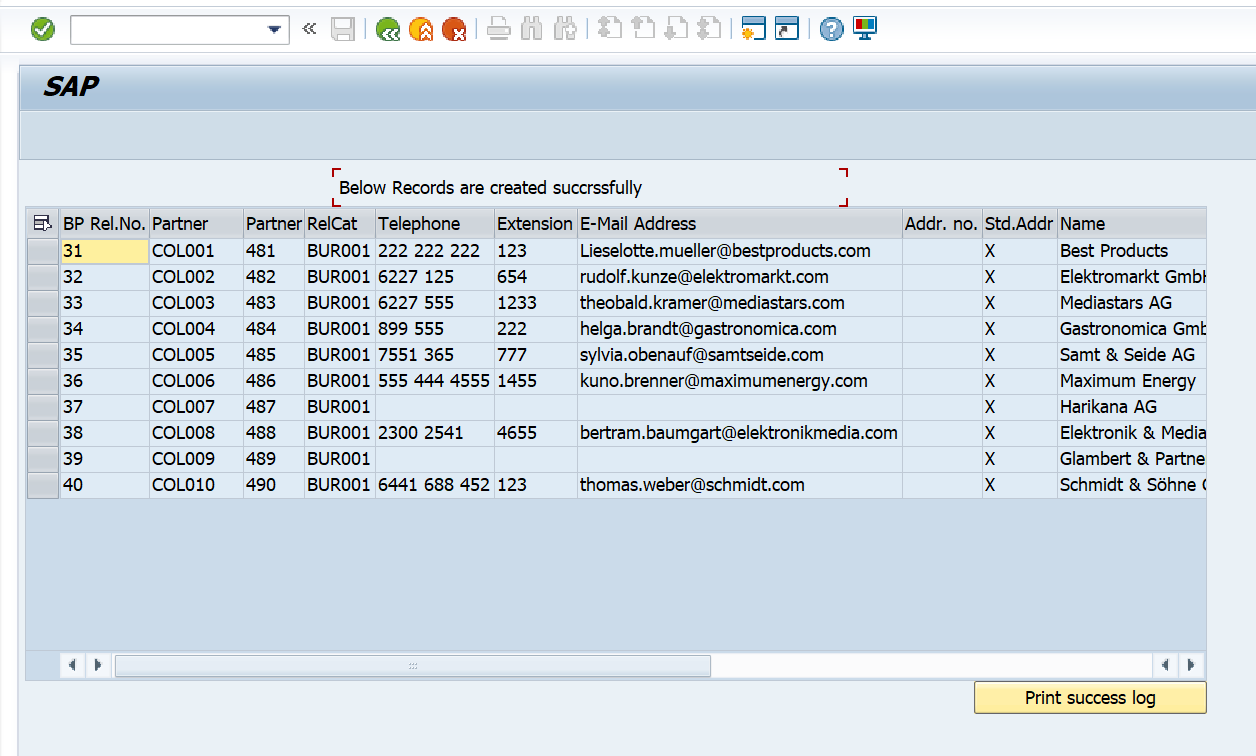 SAP
Below Records are created succrssfully
BP Rel.No. Partner Partner RelCat Telephone Extension E-Mail Address Addr. no. Std.Addr Name
31 COL001 481 BUR001 222 222 222 123 Lieselotte.mueller@bestproducts.com X Best Products
32 COL002 482 BUR001 6227 125 654 rudolf.kunze@elektromarkt.com X Elektromarkt GmbH
33 COL003 483 BUR001 6227 555 1233 theobald.kramer@mediastars.com X Mediastars AG
34 COL004 484 BUR001 899 555 222 helga.brandt@gastronomica.com X Gastronomica Gmb
35 COL005 485 BUR001 7551 365 777 sylvia.obenauf@samtseide.com X Samt & Seide AG
36 COL006 486 BUR001 555 444 4555 1455 kuno.brenner@maximumenergy.com X Maximum Energy
37 COL007 487 BUR001 X Harikana AG
38 COL008 488 BUR001 2300 2541 4655 bertram.baumgart@elektronikmedia.com X Elektronik & Media
39 COL009 489 BUR001 X Glambert & Partne
40 COL010 490 BUR001 6441 688 452 123 thomas.weber@schmidt.com X Schmidt & Söhne
Print success log